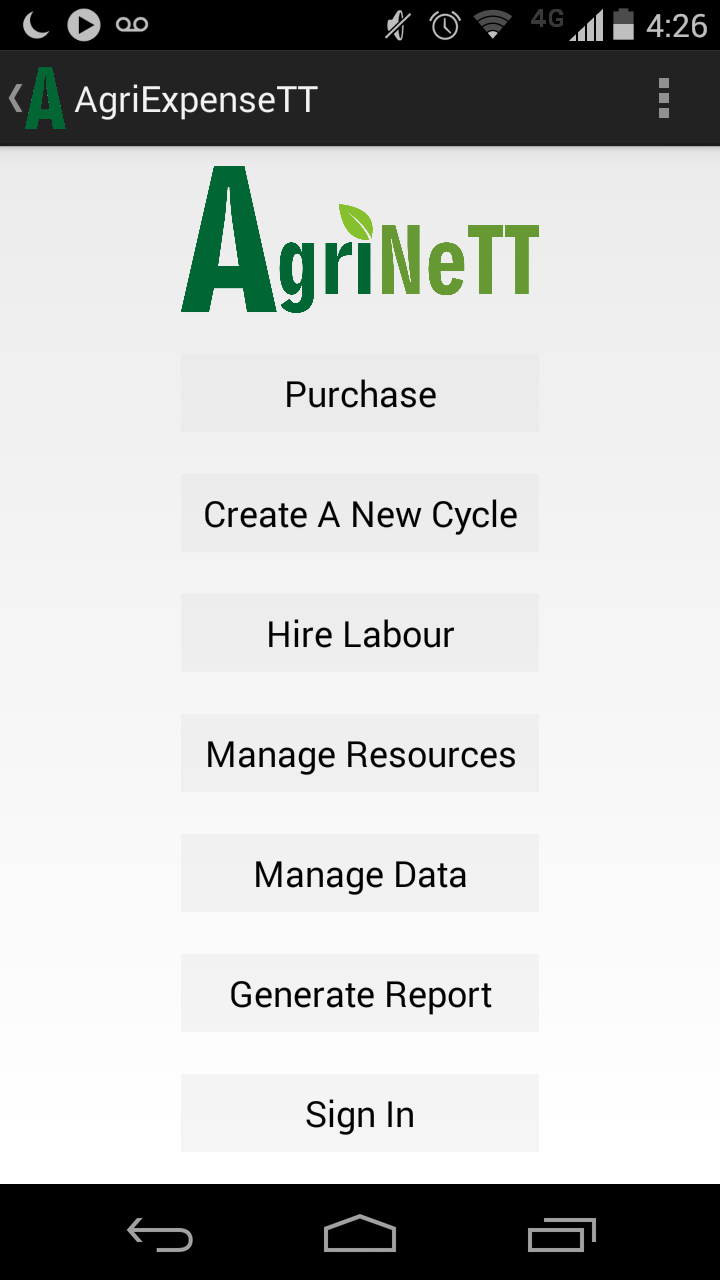 4G 4:26
AgriExpenseTT
AgriNeTT
Purchase
Create A New Cycle
Hire Labour
Manage Resources
Manage Data
Generate Report
Sign In